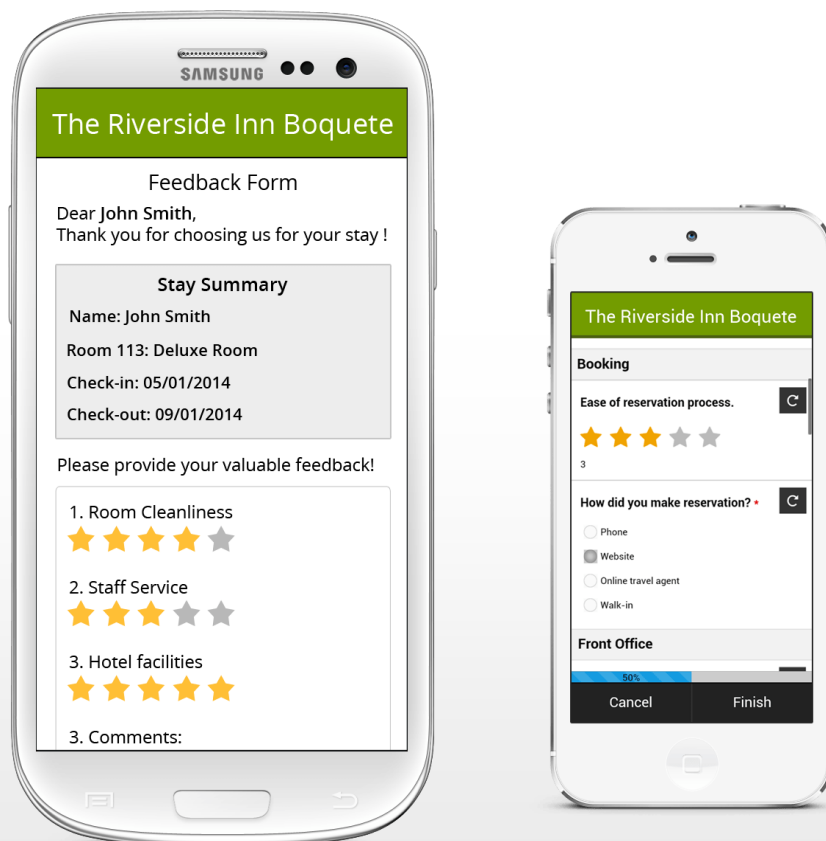 SAMSUNG
The Riverside Inn Boquete
Feedback Form
Dear John Smith,
Thank you for choosing us for your stay !
Stay Summary
Name: John Smith
Room 113: Deluxe Room
Check-in: 05/01/2014
Check-out: 09/01/2014
Please provide your valuable feedback!
1. Room Cleanliness
2. Staff Service
3. Hotel facilities
3. Comments:
The Riverside Inn Boquete
Booking
Ease of reservation process.
3
How did you make reservation? *
Phone
Website
Online travel agent
Walk-in
Front Office
50%
Cancel
Finish